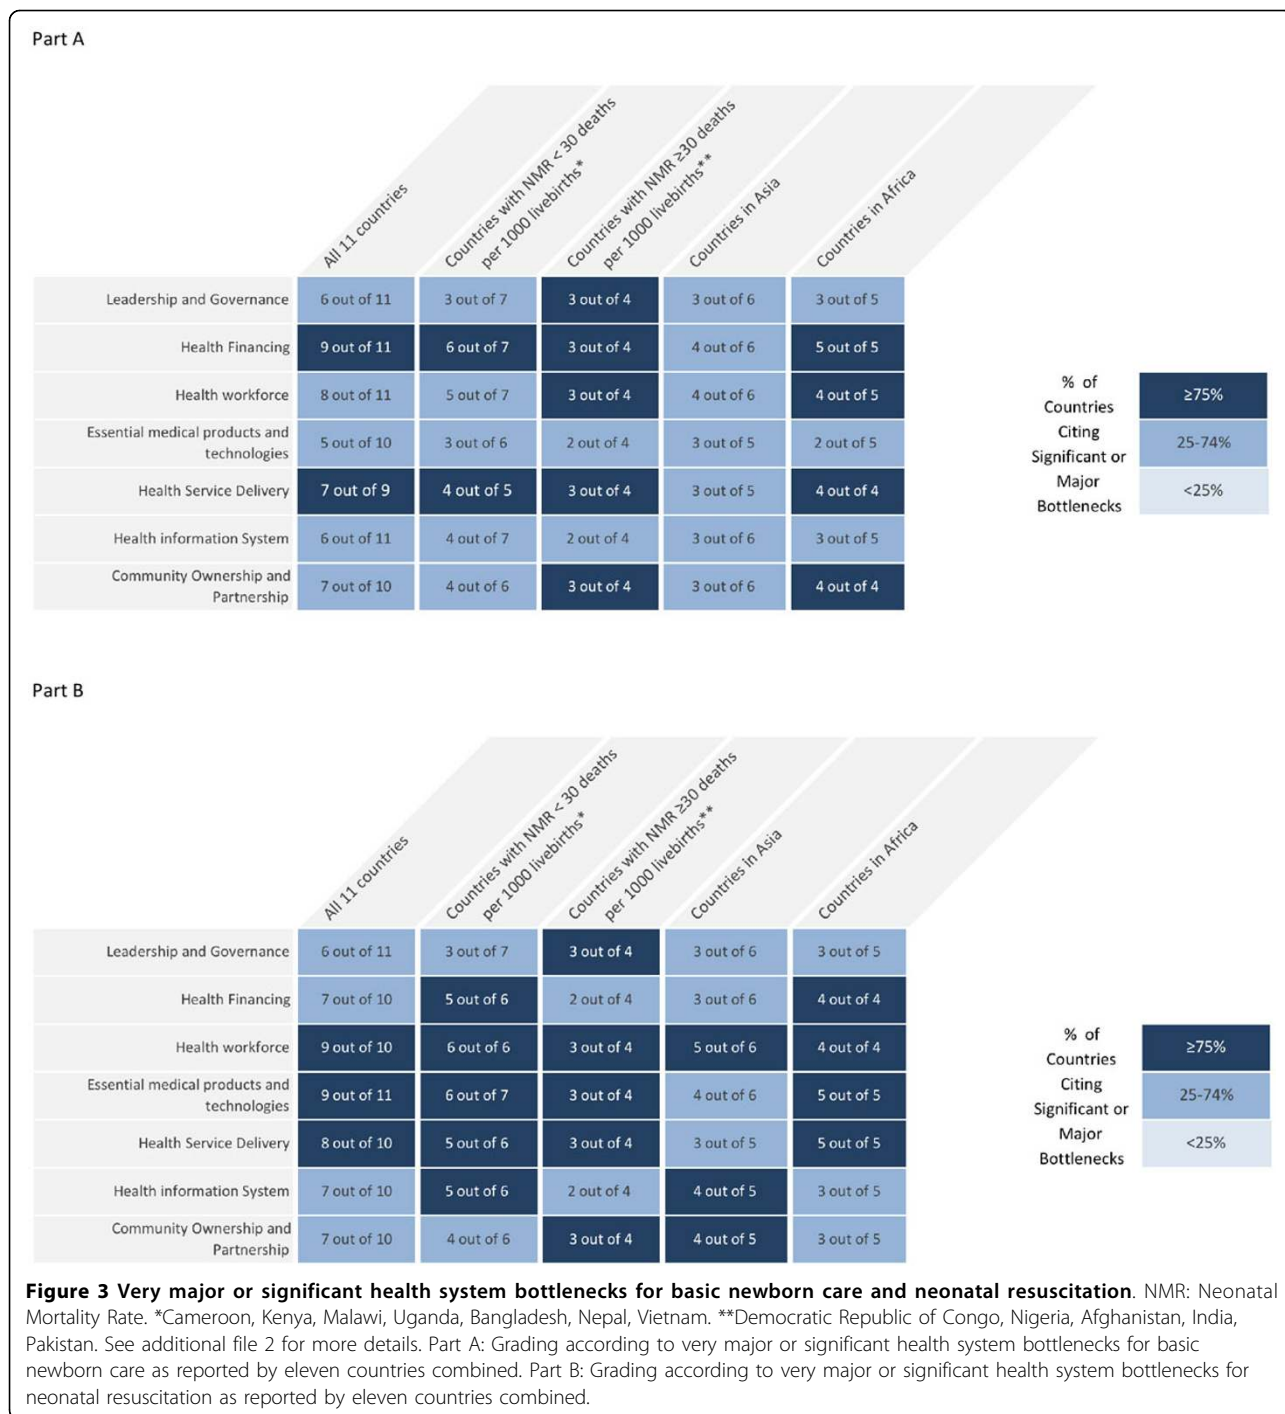 Part A
All 11 countries
Countries with NMR < 30 deaths
per 1000 livebirths*
Countries with NMR ≥30 deaths
per 1000 livebirths**
Countries in Asia
Countries in Africa
Leadership and Governance 6 out of 11 3 out of 7 3 out of 4 3 out of 6 3 out of 5
Health Financing 9 out of 11 6 out of 7 3 out of 4 4 out of 6 5 out of 5
Health workforce 8 out of 11 5 out of 7 3 out of 4 4 out of 6 4 out of 5
Essential medical products and
technologies 5 out of 10 3 out of 6 2 out of 4 3 out of 5 2 out of 5
Health Service Delivery 7 out of 9 4 out of 5 3 out of 4 3 out of 5 4 out of 4
Health information System 6 out of 11 4 out of 7 2 out of 4 3 out of 6 3 out of 5
Community Ownership and
Partnership 7 out of 10 4 out of 6 3 out of 4 3 out of 6 4 out of 4
% of
Countries
Citing
Significant or
Major
Bottlenecks
≥75%
25-74%
<25%
Part B
All 11 countries
Countries with NMR < 30 deaths
per 1000 livebirths*
Countries with NMR ≥30 deaths
per 1000 livebirths**
Countries in Asia
Countries in Africa
Leadership and Governance 6 out of 11 3 out of 7 3 out of 4 3 out of 6 3 out of 5
Health Financing 7 out of 10 5 out of 6 2 out of 4 3 out of 6 4 out of 4
Health workforce 9 out of 10 6 out of 6 3 out of 4 5 out of 6 4 out of 4
Essential medical products and
technologies 9 out of 11 6 out of 7 3 out of 4 4 out of 6 5 out of 5
Health Service Delivery 8 out of 10 5 out of 6 3 out of 4 3 out of 5 5 out of 5
Health information System 7 out of 10 5 out of 6 2 out of 4 4 out of 5 3 out of 5
Community Ownership and
Partnership 7 out of 10 4 out of 6 3 out of 4 4 out of 5 3 out of 5
% of
Countries
Citing
Significant or
Major
Bottlenecks
≥75%
25-74%
<25%
Figure 3 Very major or significant health system bottlenecks for basic newborn care and neonatal resuscitation. NMR: Neonatal
Mortality Rate. *Cameroon, Kenya, Malawi, Uganda, Bangladesh, Nepal, Vietnam. **Democratic Republic of Congo, Nigeria, Afghanistan, India,
Pakistan. See additional file 2 for more details. Part A: Grading according to very major or significant health system bottlenecks for basic
newborn care as reported by eleven countries combined. Part B: Grading according to very major or significant health system bottlenecks for
neonatal resuscitation as reported by eleven countries combined.